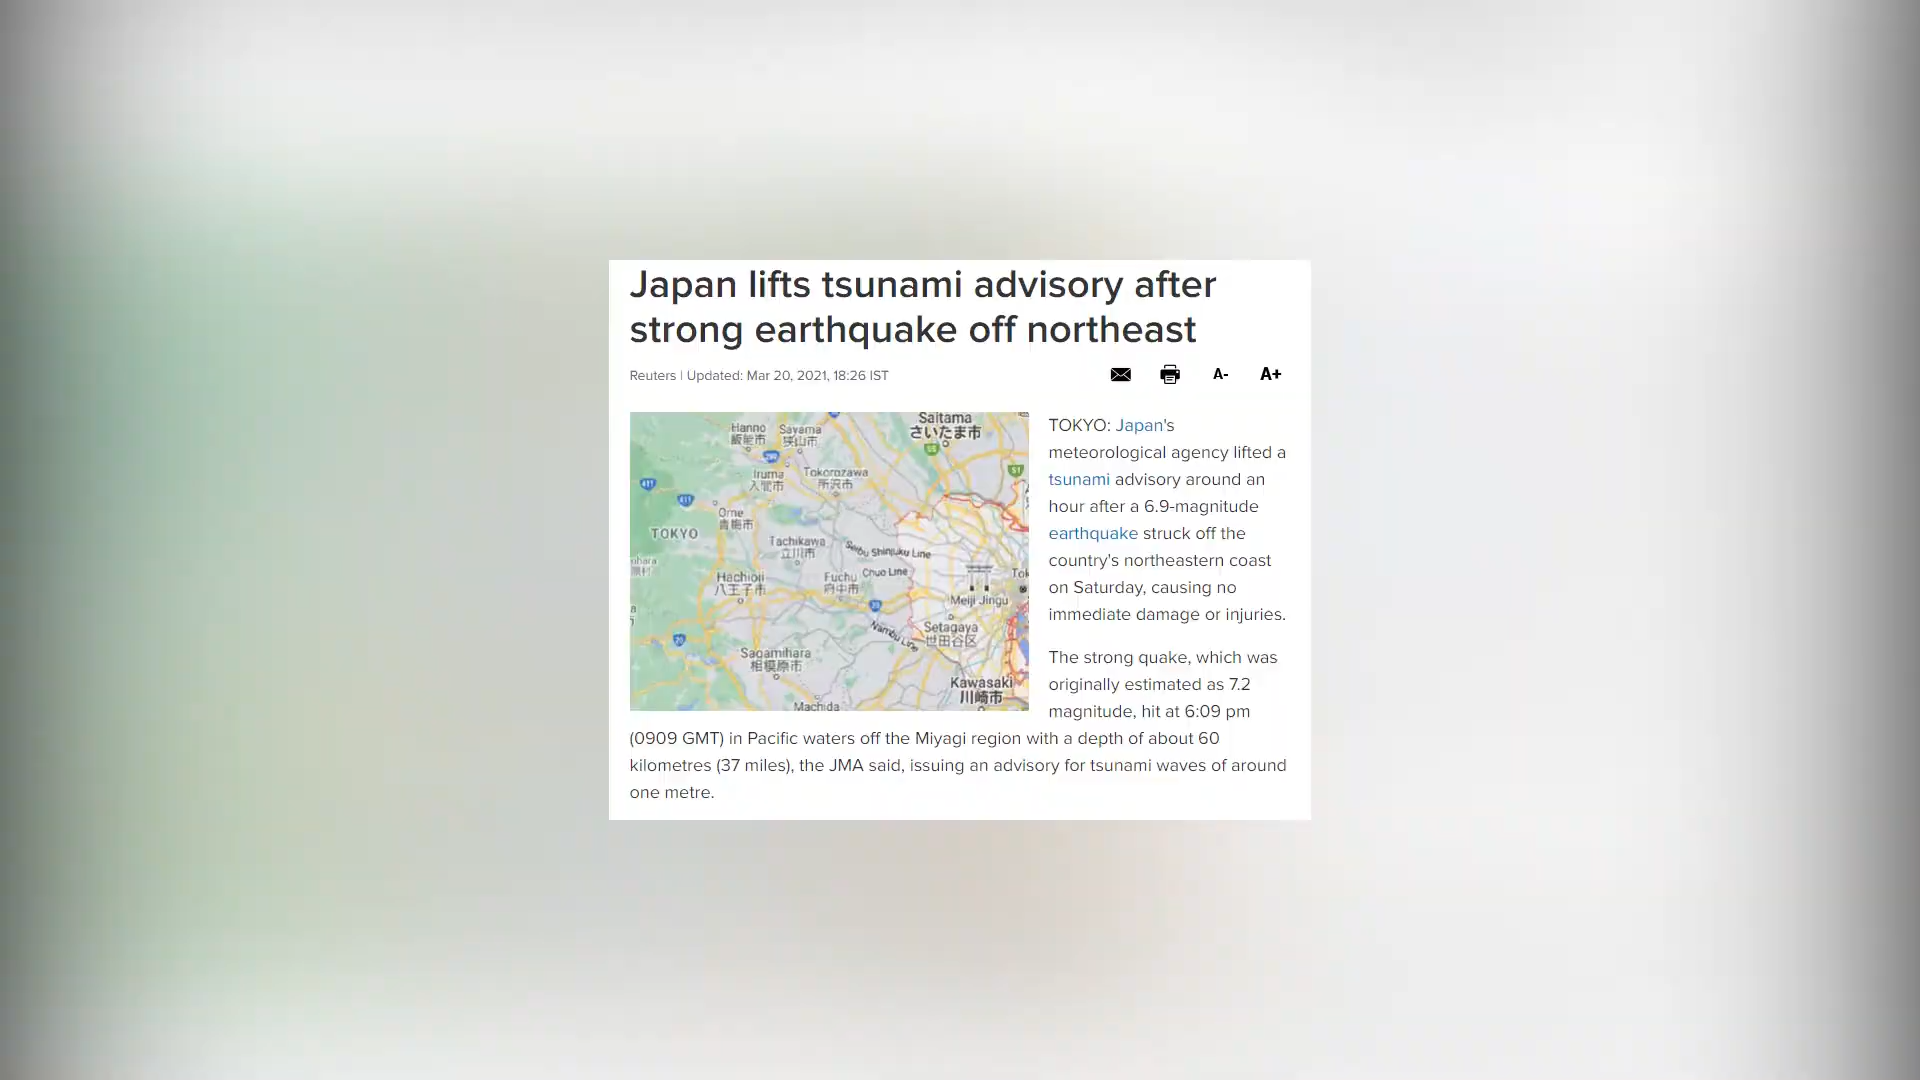 Japan lifts tsunami advisory after
strong earthquake off northeast
Reuters | Updated: Mar 20, 2021, 18:26 IST
A-
A+
Saitama
さいたま市
Hanno
飯能市
Sayama
狭山市
Iruma
入間市
Tokorozawa
所沢市
411
411
51
Ome
青梅市
TOKYO
Tachikawa
立川市
Seibu Shinjuku Line
Hachioji
八王子市
Fuchu
府中市
Chuo Line
20
Meiji Jingu
Setagaya
世田谷区
Nambu Line
20
Sagamihara
相模原市
Kawasaki
川崎市
Machida
TOKYO: Japan's
meteorological agency lifted a
tsunami advisory around an
hour after a 6.9-magnitude
earthquake struck off the
country's northeastern coast
on Saturday, causing no
immediate damage or injuries.
The strong quake, which was
originally estimated as 7.2
magnitude, hit at 6:09 pm
(0909 GMT) in Pacific waters off the Miyagi region with a depth of about 60
kilometres (37 miles), the JMA said, issuing an advisory for tsunami waves of around
one metre.